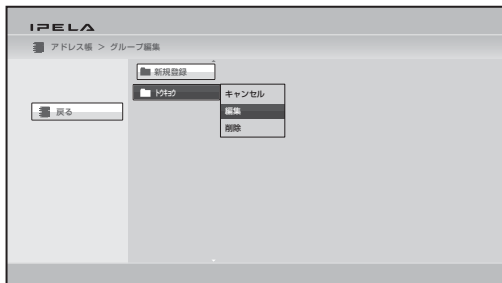 IPELA
アドレス帳 > グループ編集
新規登録
ﾄｳｷｮｳ
キャンセル
編集
削除
戻る